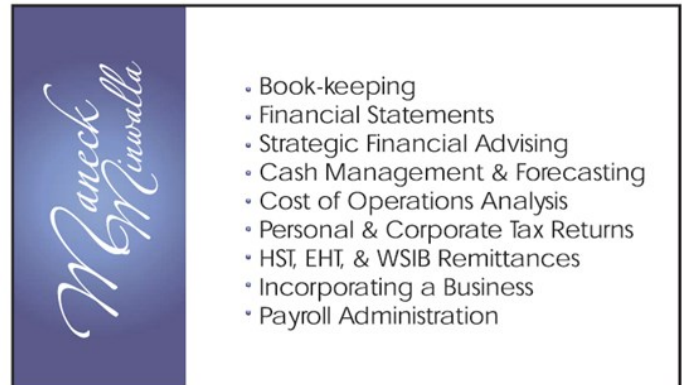 Maneck
Minwalla
Book-keeping
Financial Statements
Strategic Financial Advising
Cash Management & Forecasting
Cost of Operations Analysis
Personal & Corporate Tax Returns
HST, EHT, & WSIB Remittances
Incorporating a Business
Payroll Administration